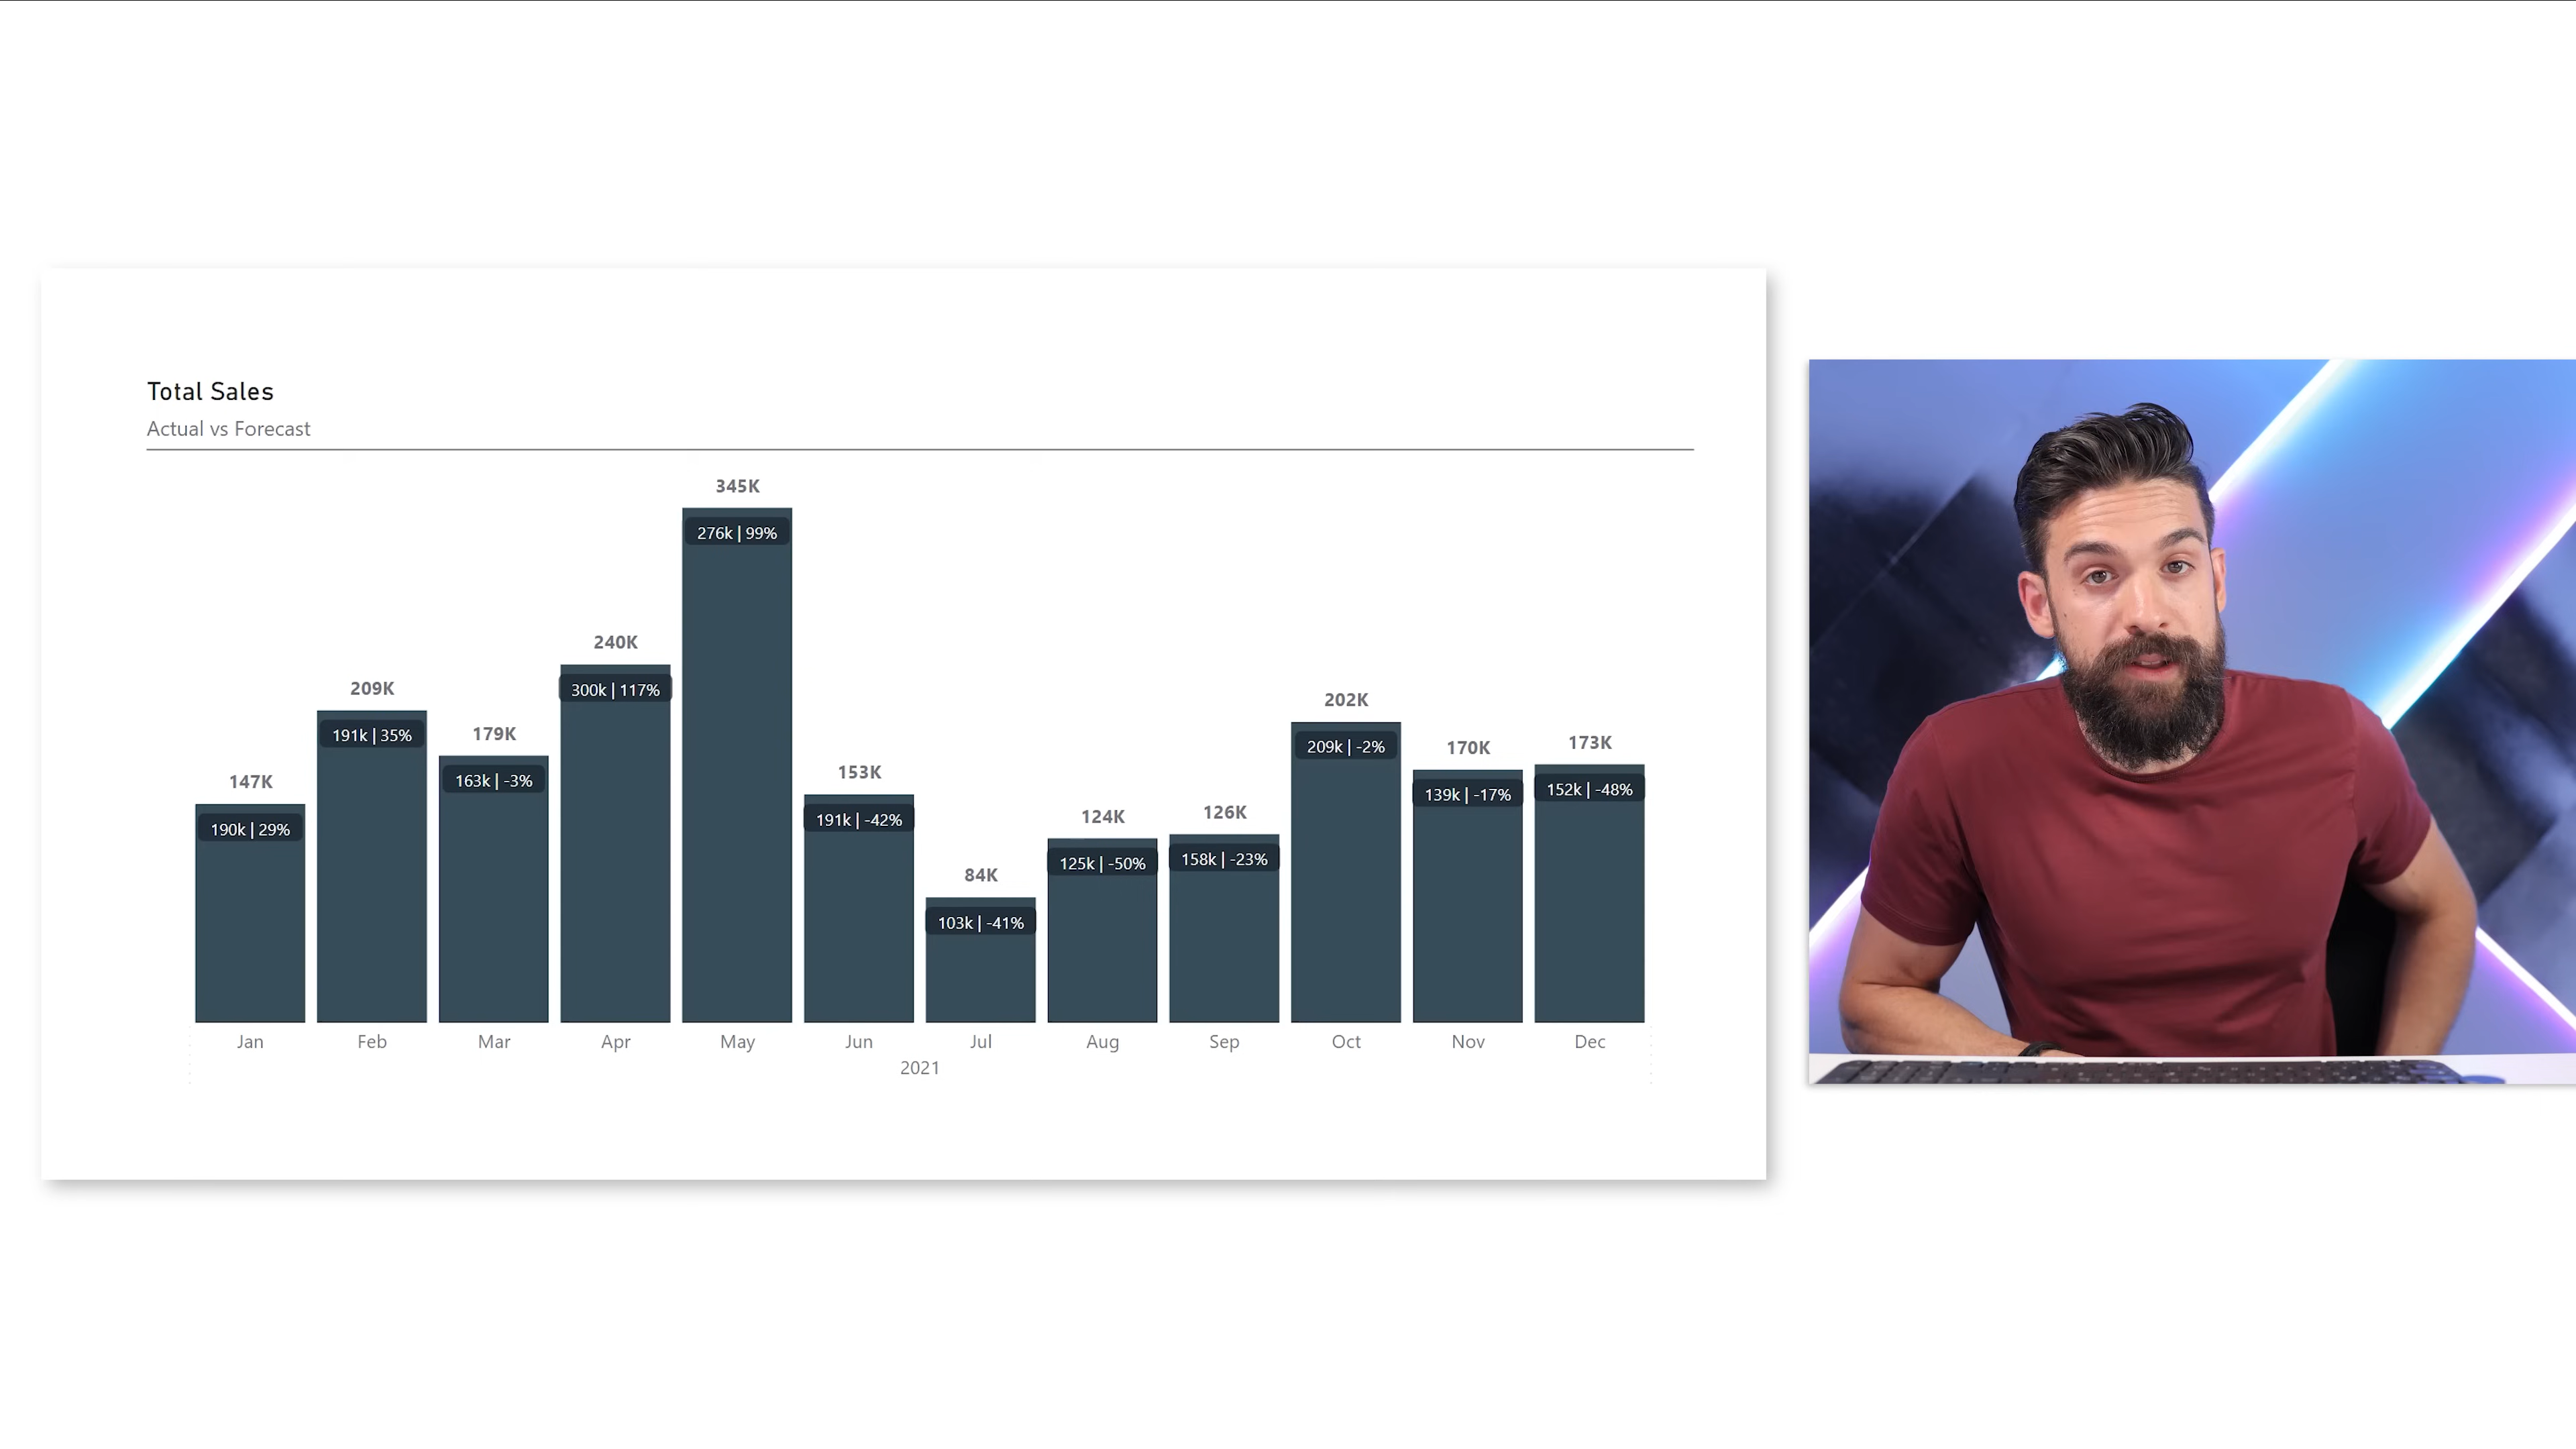 Total Sales
Actual vs Forecast
345K
276k | 99%
240K
300k | 117%
209K
191k | 35%
202K
209k | -2%
179K
163k | -3%
173K
152k | -48%
170K
139k | -17%
153K
191k | -42%
147K
190k | 29%
126K
158k | -23%
124K
125k | -50%
84K
103k | -41%
Jan Feb Mar Apr May Jun Jul Aug Sep Oct Nov Dec
2021